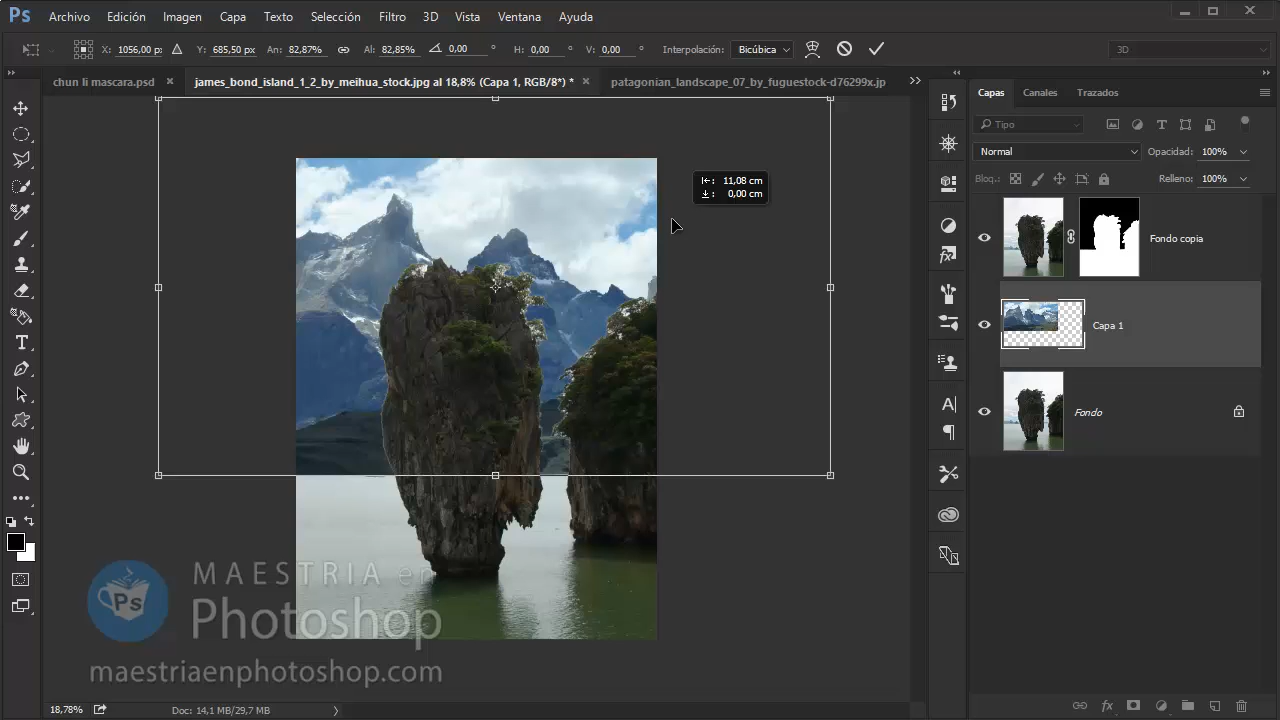 Ps Archivo Edición Imagen Capa Texto Selección Filtro 3D Vista Ventana Ayuda
X: 1056,00 p: Y: 685,50 px An: 82,87% Al: 82,85% 0,00 ° H: 0,00 ° V: 0,00 ° Interpolación: Bicúbica 3D
chun li mascara.psd × james_bond_island_1_2_by_meihua_stock.jpg al 18,8% (Capa 1, RGB/8*) * × patagonian_landscape_07_by_fuguestock-d76299x.jp >>
Capas Canales Trazados
Tipo
Normal Opacidad: 100%
Bloq.: Relleno: 100%
11,08 cm
0,00 cm
Fondo copia
Capa 1
Fondo
MAESTRIA en
Ps
Photoshop
maestriaenphotoshop.com
18,78% Doc: 14,1 MB/29,7 MB